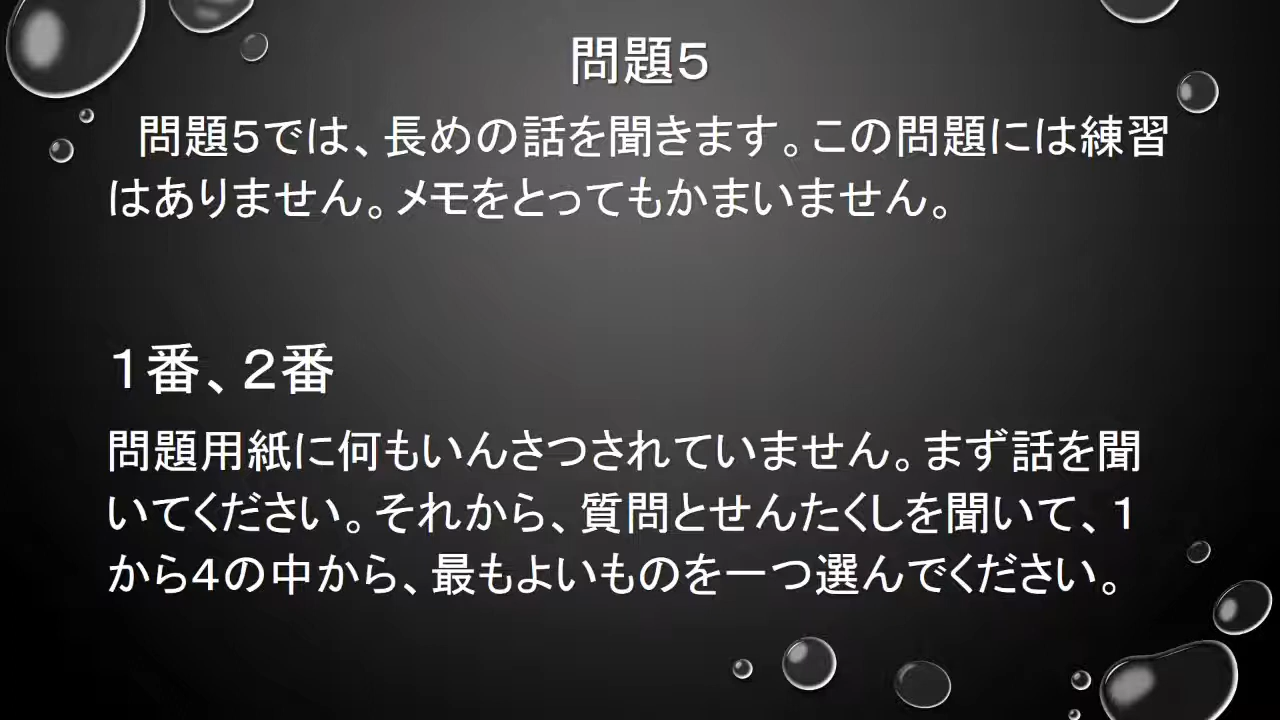 問題５
問題５では、長めの話を聞きます。この問題には練習
はありません。メモをとってもかまいません。
１番、２番
問題用紙に何もいんさつされていません。まず話を聞
いてください。それから、質問とせんたくしを聞いて、１
から４の中から、最もよいものを一つ選んでください。